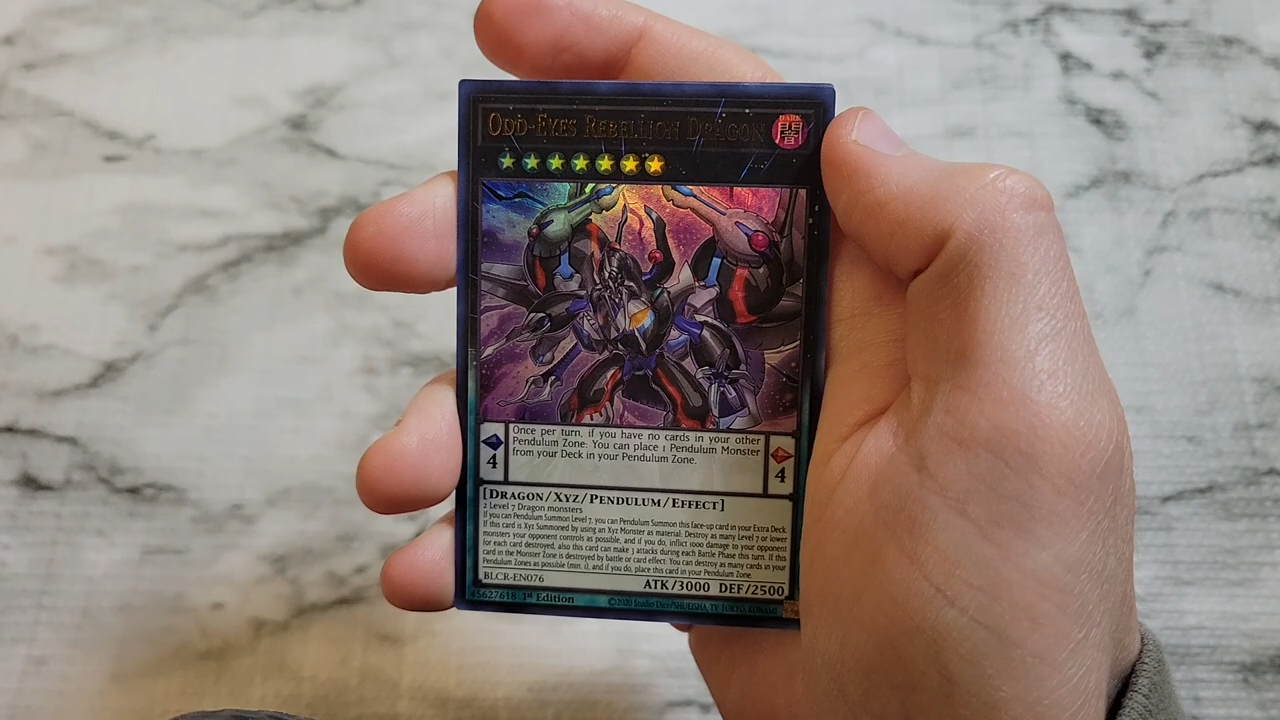 ODD-EYES REBELLION DRAGON
DARK
闇
Once per turn, if you have no cards in your other
Pendulum Zone: You can place 1 Pendulum Monster
from your Deck in your Pendulum Zone.
4
4
[DRAGON/XYZ/PENDULUM/EFFECT]
2 Level 7 Dragon monsters
If you can Pendulum Summon Level 7, you can Pendulum Summon this face-up card in your Extra Deck.
If this card is Xyz Summoned by using an Xyz Monster as material: Destroy as many Level 7 or lower
monsters your opponent controls as possible, and if you do, inflict 1000 damage to your opponent
for each card destroyed, also this card can make 3 attacks during each Battle Phase this turn. If this
card in the Monster Zone is destroyed by battle or card effect: You can destroy as many cards in your
Pendulum Zones as possible (min. 1), and if you do, place this card in your Pendulum Zone.
BLCR-EN076
ATK/3000 DEF/2500
45627618 1st Edition
©2020 Studio Dice/SHUEISHA, TV TOKYO, KONAMI